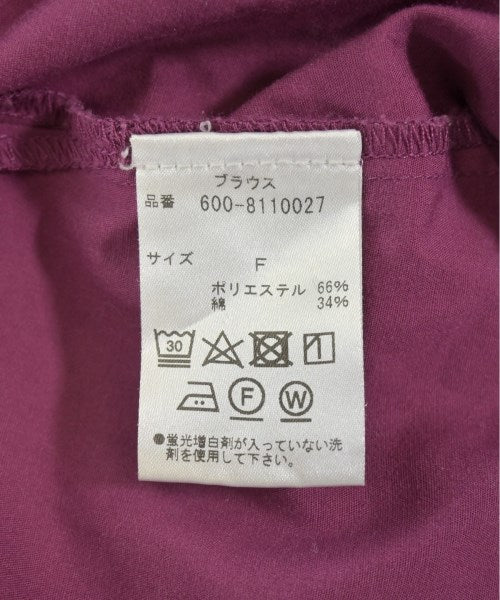 ブラウス
品番 600-8110027
サイズ F
ポリエステル 66%
綿 34%
30
F W
●蛍光増白剤が入っていない洗
剤を使用して下さい。